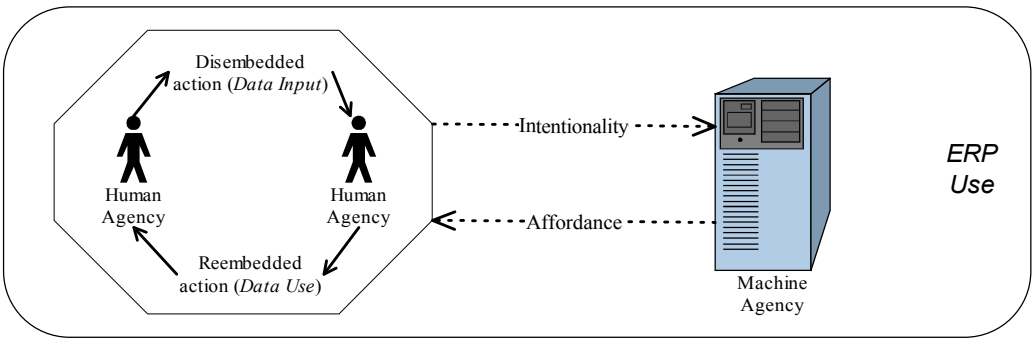 Disembedded
action (Data Input)
Human
Agency
Human
Agency
Reembedded
action (Data Use)
Intentionality
Affordance
Machine
Agency
ERP
Use